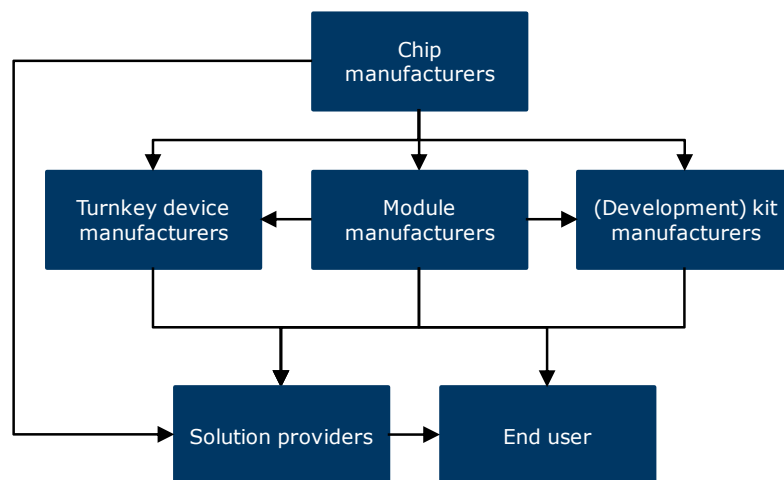 Chip
manufacturers
Turnkey device
manufacturers
Module
manufacturers
(Development) kit
manufacturers
Solution providers
End user